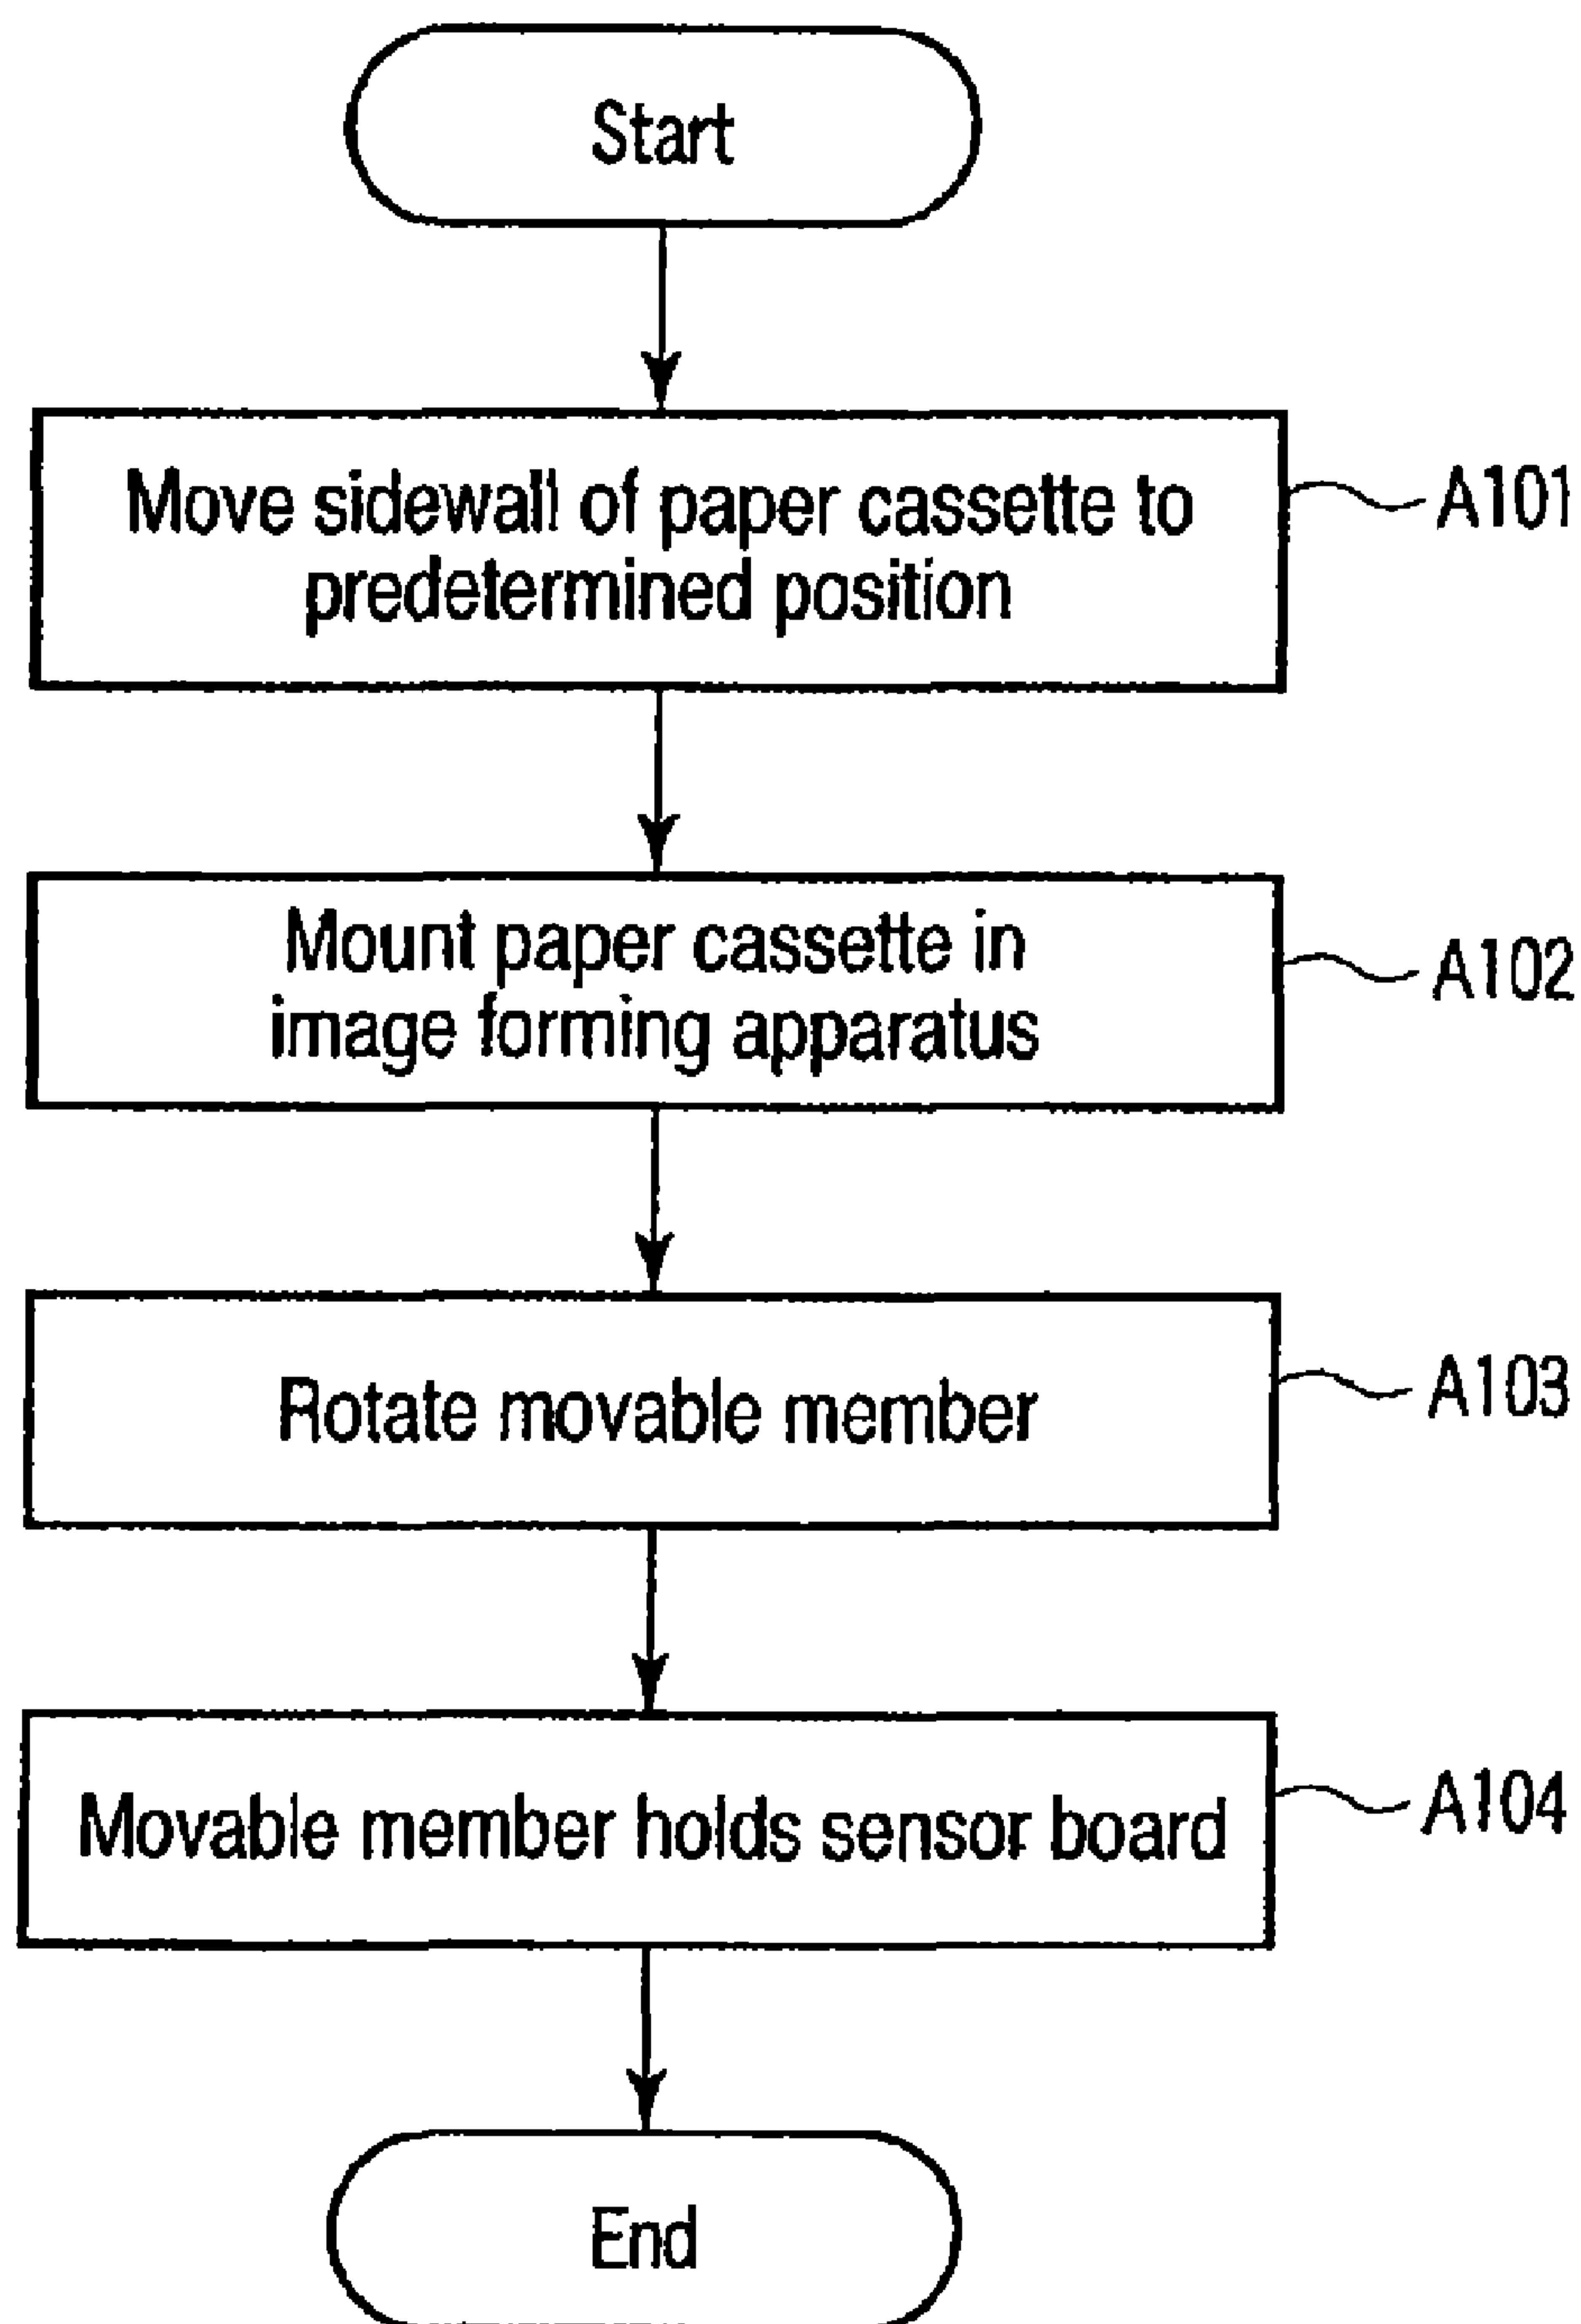 Start
Move sidewall of paper cassette to
predetermined position
A101
Mount paper cassette in
image forming apparatus
A102
Rotate movable member
A103
Movable member holds sensor board
A104
End